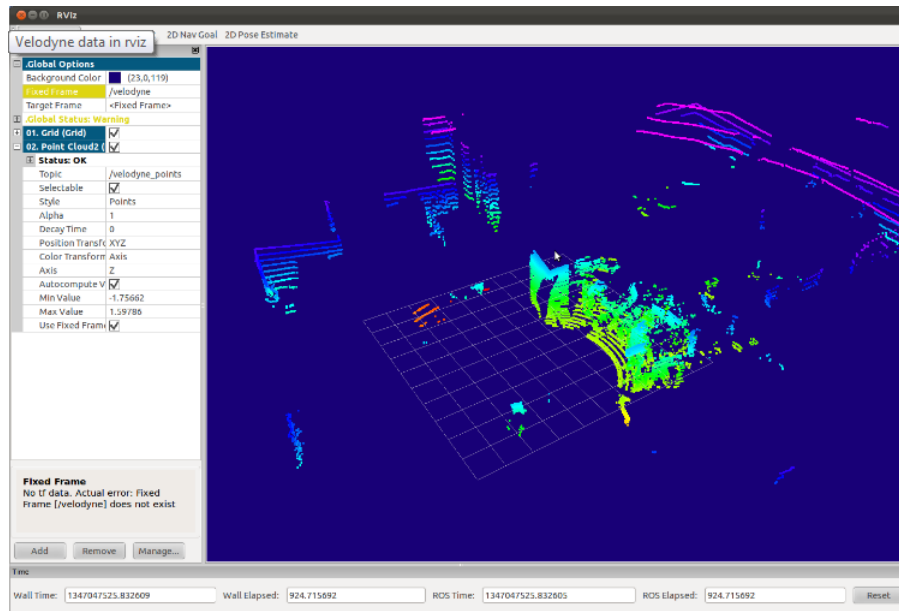 RViz
Velodyne data in rviz
2D Nav Goal 2D Pose Estimate
.Global Options
Background Color (23,0,119)
Fixed Frame /velodyne
Target Frame <Fixed Frame>
.Global Status: Warning
01. Grid (Grid)
02. Point Cloud2 (
Status: OK
Topic /velodyne_points
Selectable
Style Points
Alpha 1
Decay Time 0
Position Transfo XYZ
Color Transform Axis
Axis Z
Autocompute V
Min Value -1.75662
Max Value 1.59786
Use Fixed Frame
Fixed Frame
No tf data. Actual error: Fixed
Frame [/velodyne] does not exist
Add Remove Manage...
Time
Wall Time: 1347047525.832609 Wall Elapsed: 924.715692 ROS Time: 1347047525.832605 ROS Elapsed: 924.715692 Reset